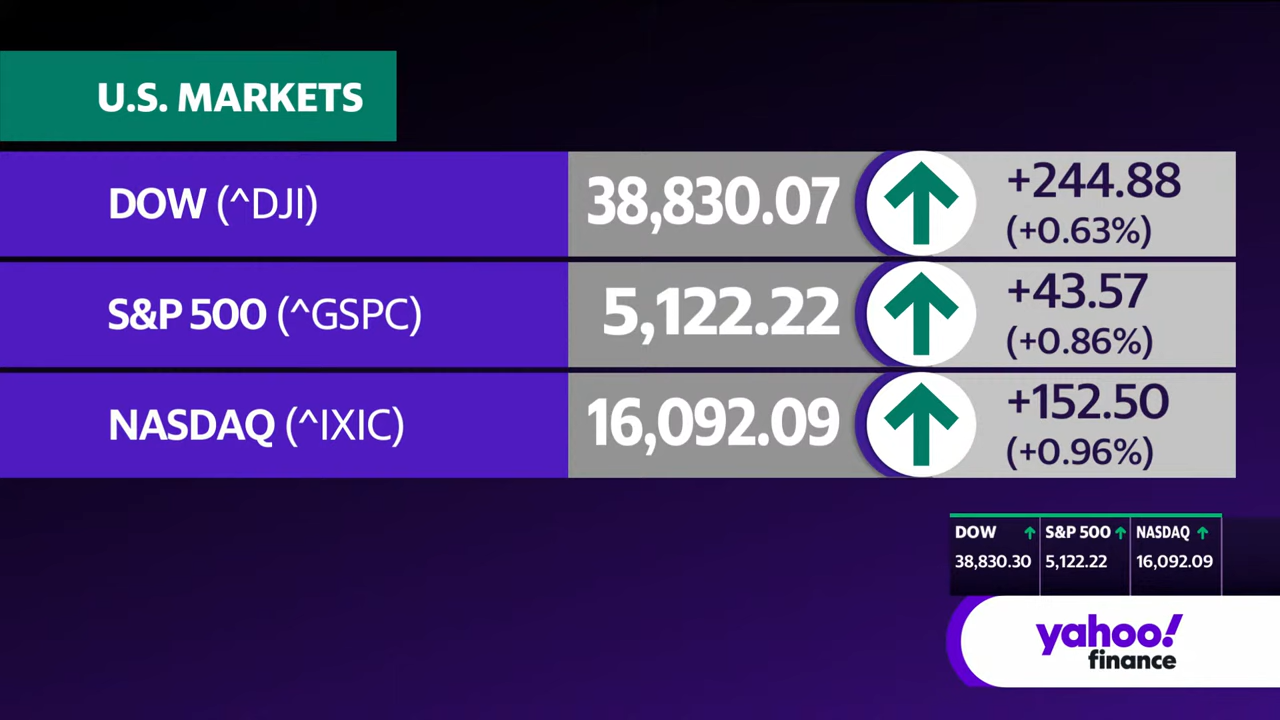 U.S. MARKETS
DOW (^DJI) 38,830.07 +244.88
(+0.63%)
S&P 500 (^GSPC) 5,122.22 +43.57
(+0.86%)
NASDAQ (^IXIC) 16,092.09 +152.50
(+0.96%)
DOW S&P 500 NASDAQ
38,830.30 5,122.22 16,092.09
yahoo!
finance